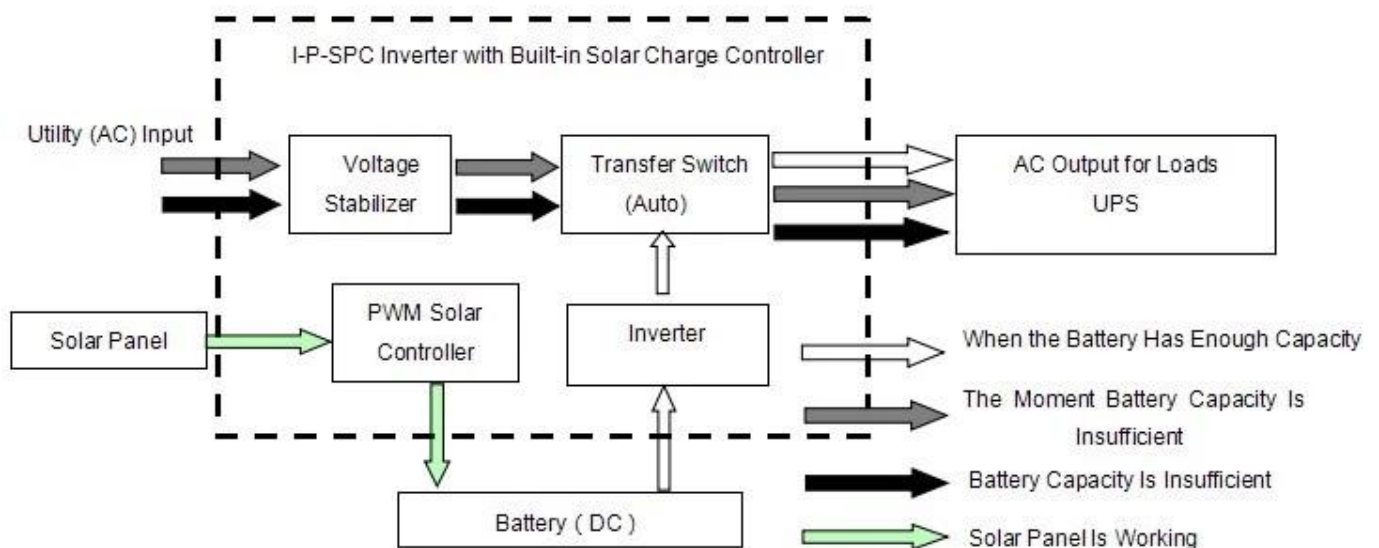 I-P-SPC Inverter with Built-in Solar Charge Controller
Utility (AC) Input
Voltage
Stabilizer
Transfer Switch
(Auto)
AC Output for Loads
UPS
Solar Panel
PWM Solar
Controller
Inverter
Battery ( DC )
When the Battery Has Enough Capacity
The Moment Battery Capacity Is
Insufficient
Battery Capacity Is Insufficient
Solar Panel Is Working